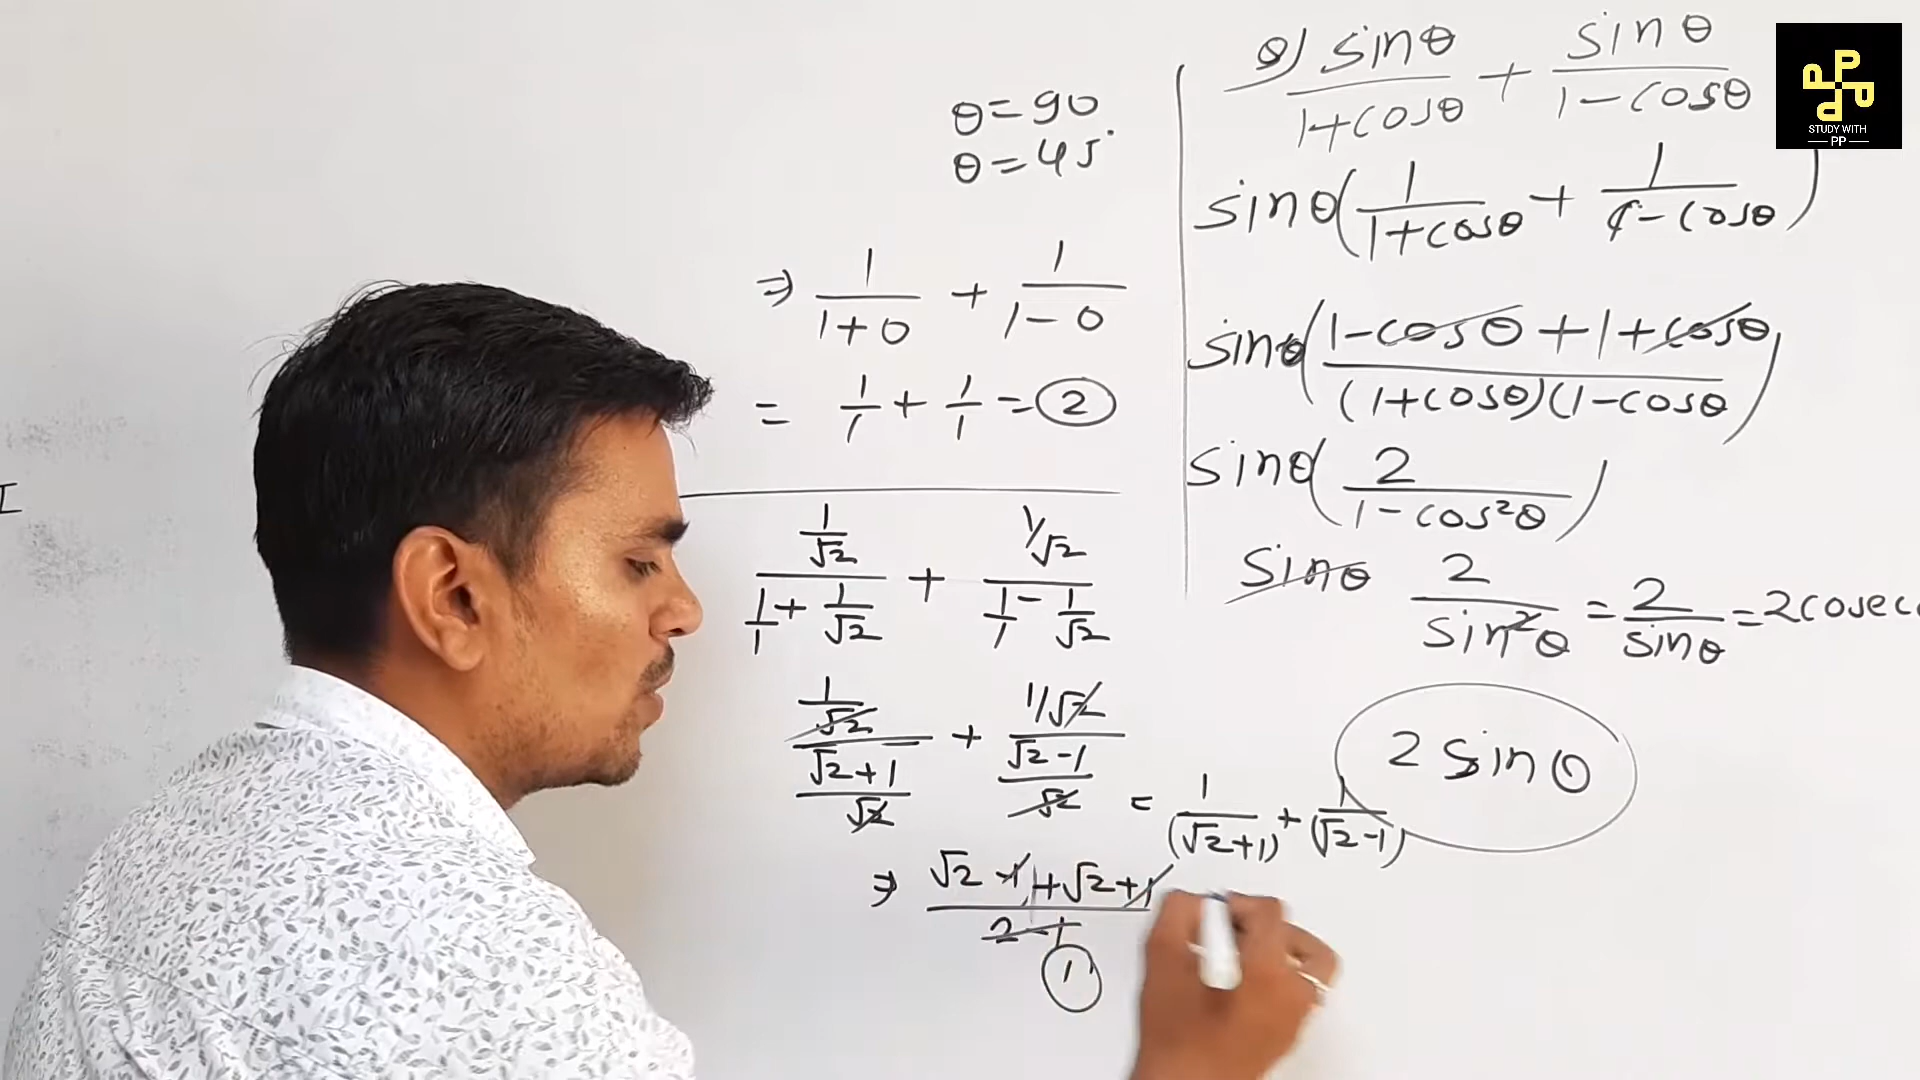 θ=90
θ=45°
⇒ 1/(1+0) + 1/(1-0)
= 1/1 + 1/1 = 2
(1/√2)/(1/1 + 1/√2) + (1/√2)/(1/1 - 1/√2)
(1/√2)/((√2+1)/√2) + (1/√2)/((√2-1)/√2) = 1/(√2+1) + 1/(√2-1)
⇒ (√2-1+√2+1)/(2-1)
1
Q) sinθ/(1+cosθ) + sinθ/(1-cosθ)
sinθ(1/(1+cosθ) + 1/(1-cosθ))
sinθ((1-cosθ+1+cosθ)/((1+cosθ)(1-cosθ))
sinθ(2/(1-cos²θ))
sinθ 2/sin²θ = 2/sinθ = 2cosec
2 sinθ
STUDY WITH
PP
I